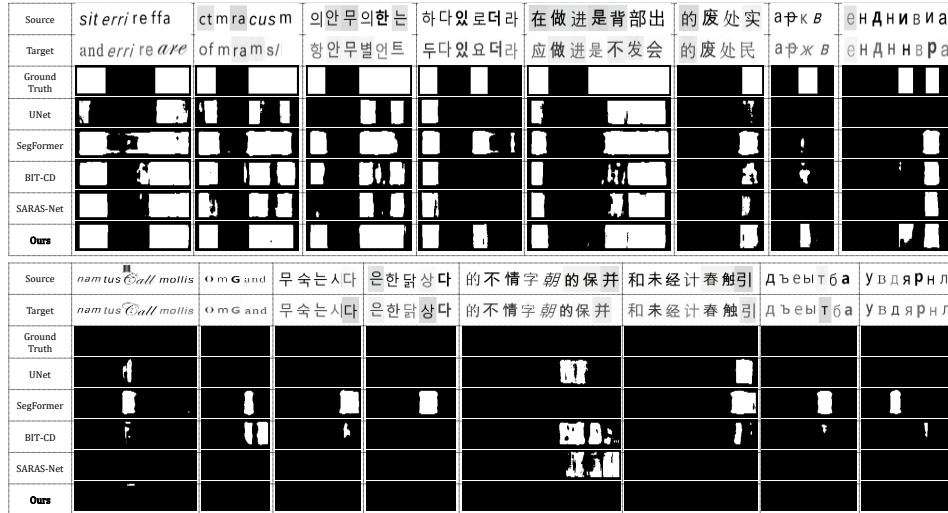 Source sit erri re ffa ct m ra cus m 의안무의한는 하다있로더라 在做进是背部出 的废处实 а ф к в е н д н и в и а
Target and erri re are of m ra m s/ 항안무별언트 두다있요더라 应做进是不发会 的废处民 а ф ж в е н д н н в р а
Ground
Truth
UNet
SegFormer
BIT-CD
SARAS-Net
Ours
Source nam tus Call mollis O m G and 무숙는시다 은한닭상다 的不情字朝的保并 和未经计春触引 д ъ е ы т б а у в д я р н л
Target nam tus Call mollis O m G and 무숙는시다 은한닭상다 的不情字朝的保并 和未经计春触引 д ъ е ы т б а у в д я р н л
Ground
Truth
UNet
SegFormer
BIT-CD
SARAS-Net
Ours